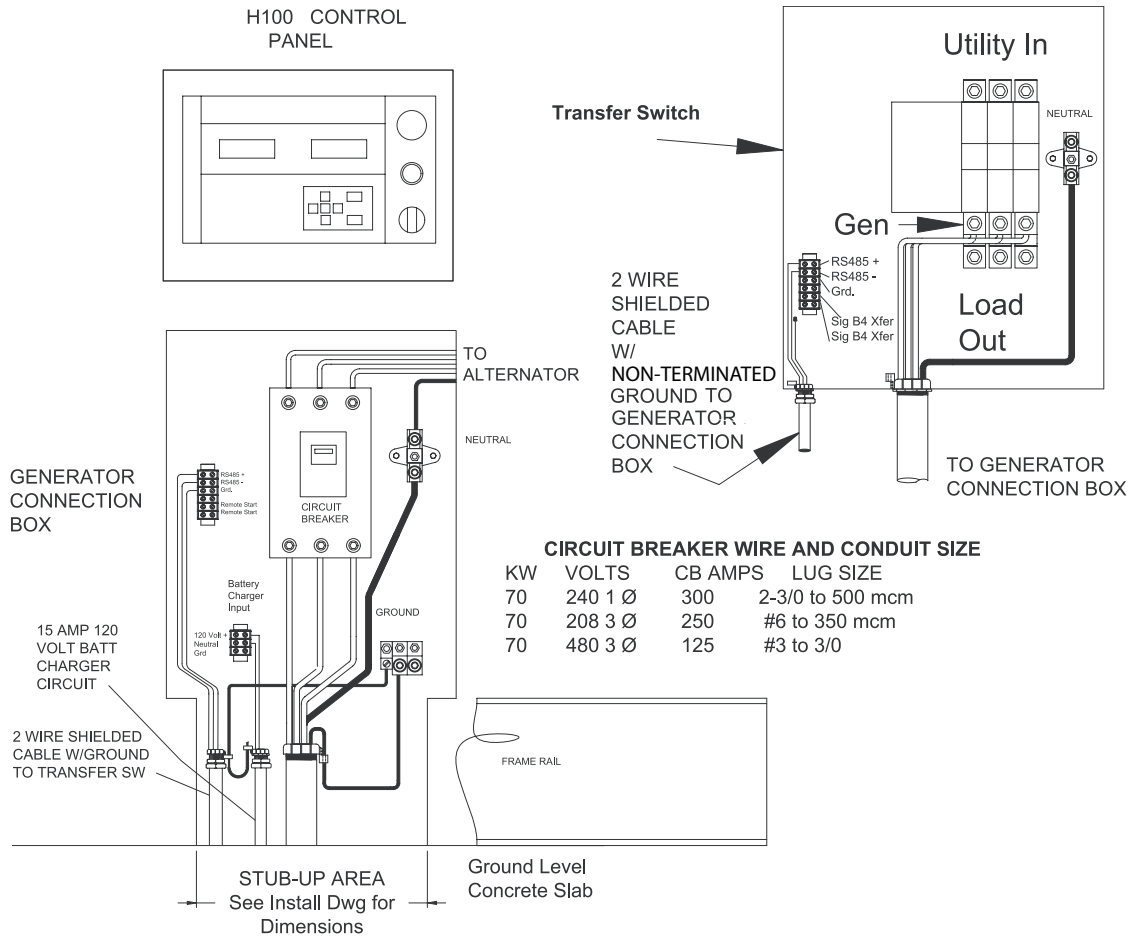 H100 CONTROL
PANEL
Utility In
Transfer Switch
NEUTRAL
Gen
RS485 +
RS485 -
Grd.
Sig B4 Xfer
Sig B4 Xfer
Load
Out
2 WIRE
SHIELDED
CABLE
W/
NON-TERMINATED
GROUND TO
GENERATOR
CONNECTION
BOX
TO GENERATOR
CONNECTION BOX
TO
ALTERNATOR
NEUTRAL
GENERATOR
CONNECTION
BOX
RS485 +
RS485 -
Grd.
Remote Start
Remote Start
CIRCUIT
BREAKER
Battery
Charger
Input
120 Volt +
Neutral
Grd
GROUND
15 AMP 120
VOLT BATT
CHARGER
CIRCUIT
2 WIRE SHIELDED
CABLE W/GROUND
TO TRANSFER SW
CIRCUIT BREAKER WIRE AND CONDUIT SIZE
KW VOLTS CB AMPS LUG SIZE
70 240 1 Ø 300 2-3/0 to 500 mcm
70 208 3 Ø 250 #6 to 350 mcm
70 480 3 Ø 125 #3 to 3/0
FRAME RAIL
STUB-UP AREA
See Install Dwg for
Dimensions
Ground Level
Concrete Slab